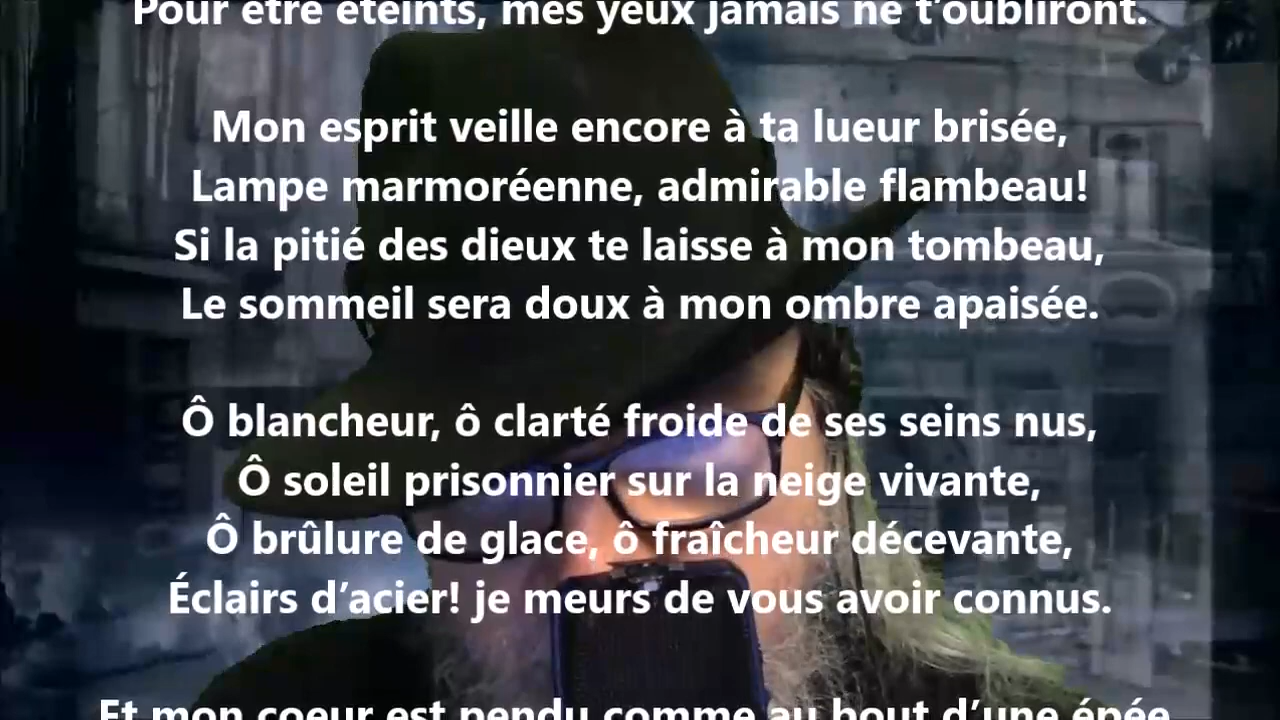 Pour être éteints, mes yeux jamais ne t'oubliront.
Mon esprit veille encore à ta lueur brisée,
Lampe marmoréenne, admirable flambeau!
Si la pitié des dieux te laisse à mon tombeau,
Le sommeil sera doux à mon ombre apaisée.
Ô blancheur, ô clarté froide de ses seins nus,
Ô soleil prisonnier sur la neige vivante,
Ô brûlure de glace, ô fraîcheur décevante,
Éclairs d’acier! je meurs de vous avoir connus.
Et mon coeur est pendu comme au bout d’une épée